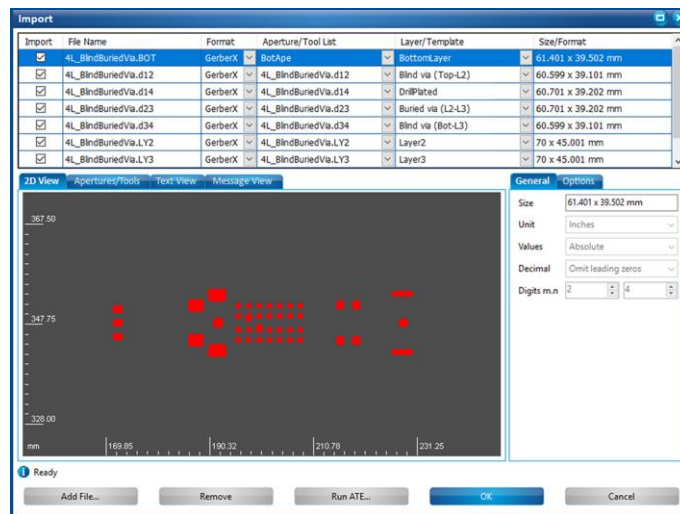 Import
Import File Name Format Aperture/Tool List Layer/Template Size/Format
4L_BlindBuriedVia.BOT GerberX BotApe BottomLayer 61.401 x 39.502 mm
4L_BlindBuriedVia.d12 GerberX 4L_BlindBuriedVia.d12 Blind via (Top-L2) 60.599 x 39.101 mm
4L_BlindBuriedVia.d14 GerberX 4L_BlindBuriedVia.d14 DrillPlated 60.701 x 39.202 mm
4L_BlindBuriedVia.d23 GerberX 4L_BlindBuriedVia.d23 Buried via (L2-L3) 60.701 x 39.202 mm
4L_BlindBuriedVia.d34 GerberX 4L_BlindBuriedVia.d34 Blind via (Bot-L3) 60.599 x 39.101 mm
4L_BlindBuriedVia.LY2 GerberX 4L_BlindBuriedVia.LY2 Layer2 70 x 45.001 mm
4L_BlindBuriedVia.LY3 GerberX 4L_BlindBuriedVia.LY3 Layer3 70 x 45.001 mm
2D View Apertures/Tools Text View Message View General Options
Size 61.401 x 39.502 mm
367.50
Unit Inches
Values Absolute
Decimal Omit leading zeros
Digits m.n 2 4
347.75
328.00
mm 169.85 190.32 210.78 231.25
Ready
Add File... Remove Run ATE... OK Cancel